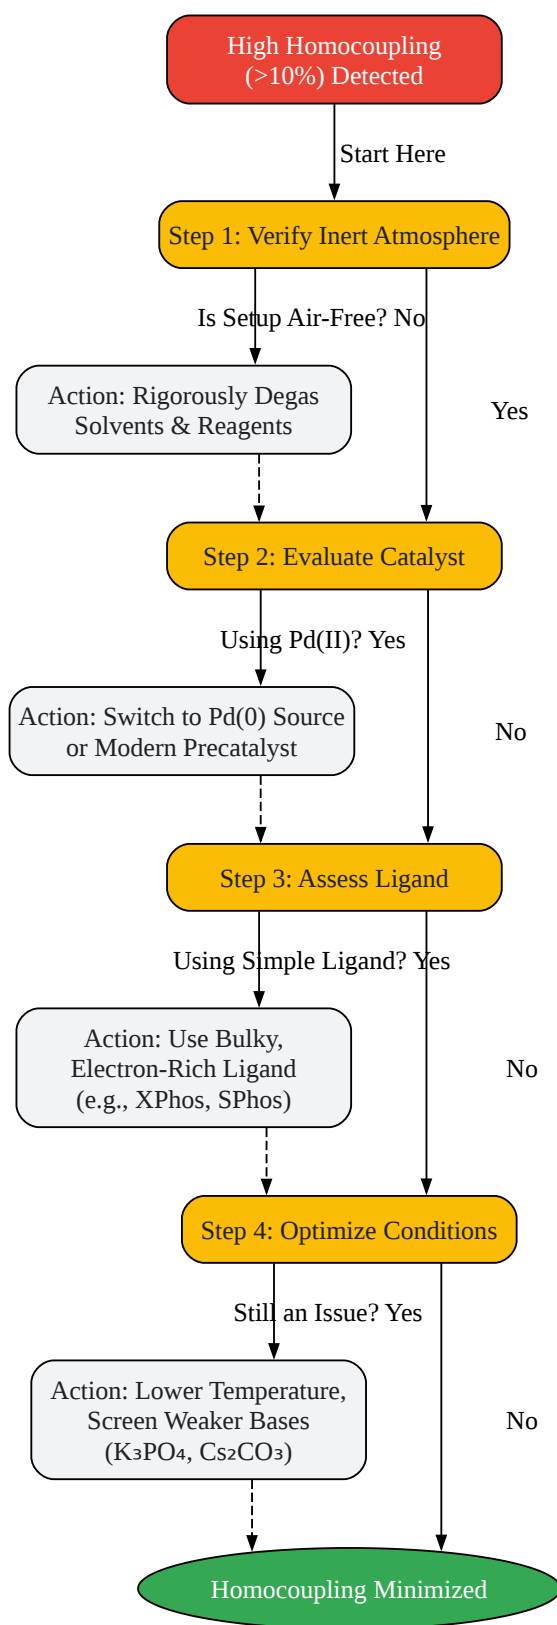 High Homocoupling
(>10%) Detected
Start Here
Step 1: Verify Inert Atmosphere
Is Setup Air-Free? No
Action: Rigorously Degas
Solvents & Reagents
Yes
Step 2: Evaluate Catalyst
Using Pd(II)? Yes
Action: Switch to Pd(0) Source
or Modern Precatalyst
No
Step 3: Assess Ligand
Using Simple Ligand? Yes
Action: Use Bulky,
Electron-Rich Ligand
(e.g., XPhos, SPhos)
No
Step 4: Optimize Conditions
Still an Issue? Yes
Action: Lower Temperature,
Screen Weaker Bases
(K₃PO₄, Cs₂CO₃)
No
Homocoupling Minimized